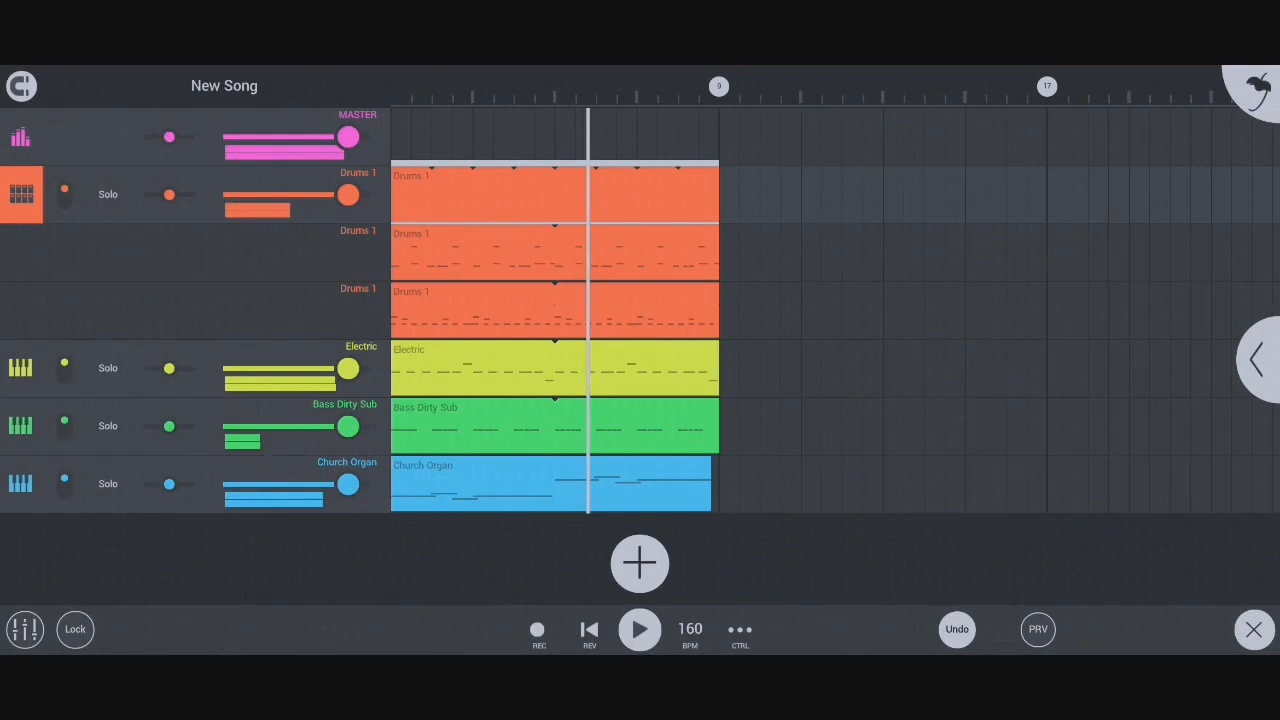 New Song
9
17
MASTER
Drums 1
Drums 1
Solo
Drums 1
Drums 1
Drums 1
Drums 1
Electric
Electric
Solo
Bass Dirty Sub
Bass Dirty Sub
Solo
Church Organ
Church Organ
Solo
Lock
160
Undo
PRV
REC
REV
BPM
CTRL